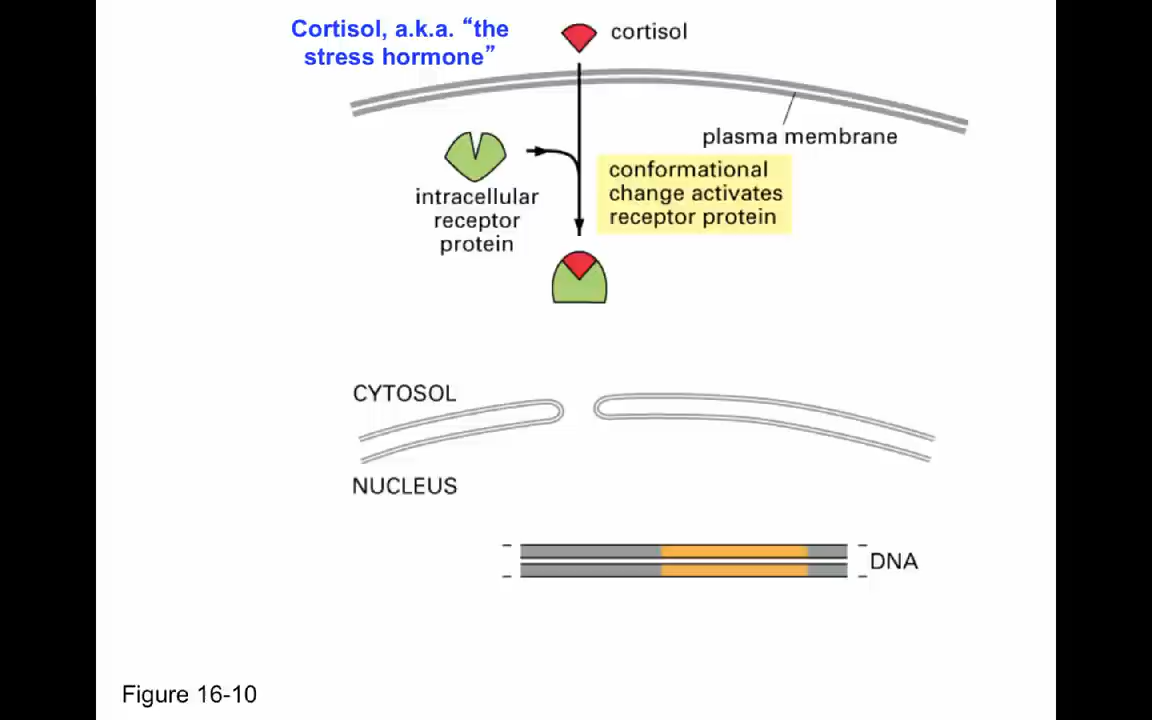 Cortisol, a.k.a. “the
stress hormone”
cortisol
plasma membrane
intracellular
receptor
protein
conformational
change activates
receptor protein
CYTOSOL
NUCLEUS
DNA
Figure 16-10